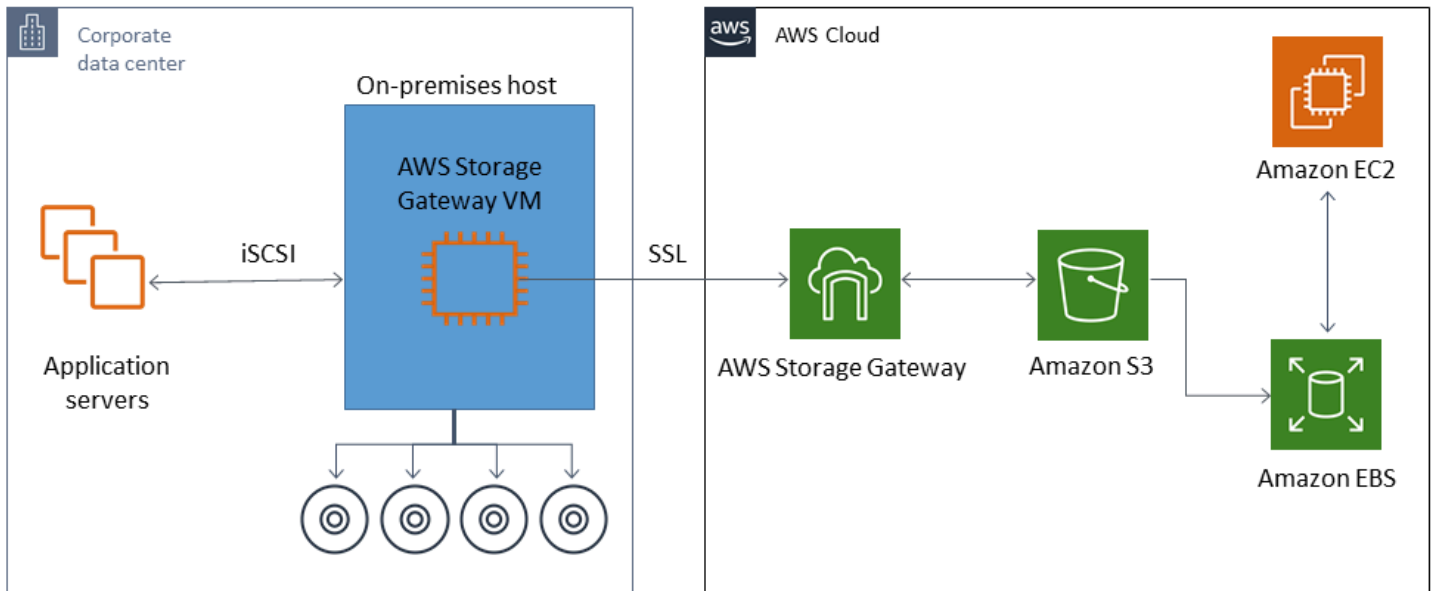 Corporate
data center
On-premises host
AWS Storage
Gateway VM
iSCSI
Application
servers
SSL
aws
AWS Cloud
Amazon EC2
AWS Storage Gateway
Amazon S3
Amazon EBS